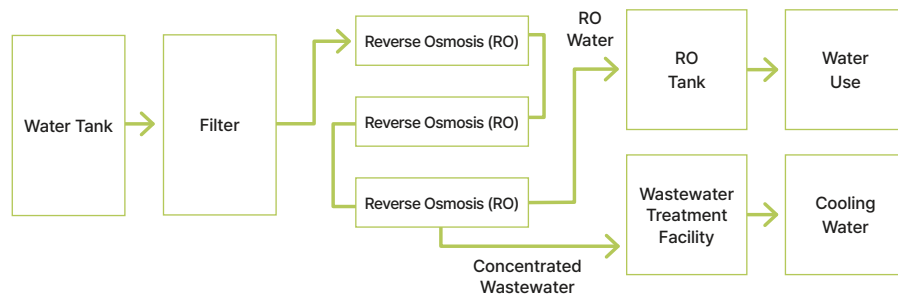 Water Tank
Filter
Reverse Osmosis (RO)
Reverse Osmosis (RO)
Reverse Osmosis (RO)
RO
Water
RO
Tank
Water
Use
Concentrated
Wastewater
Wastewater
Treatment
Facility
Cooling
Water